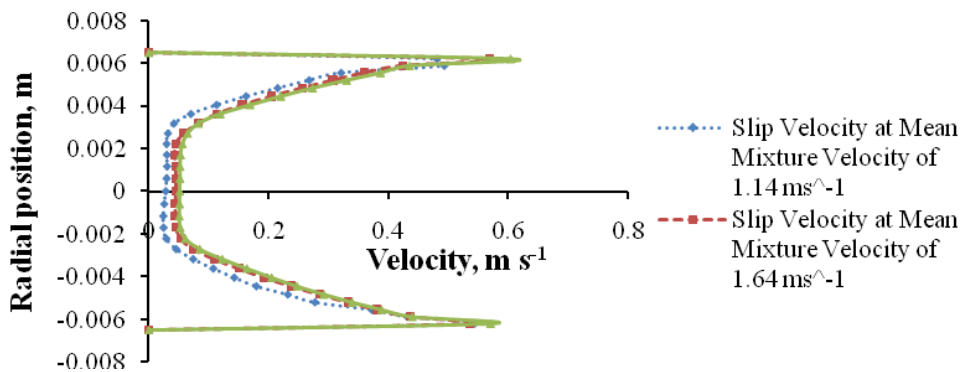 0.008
0.006
0.004
0.002
0
-0.002
-0.004
-0.006
-0.008
Radial position, m
0 0.2 0.4 0.6 0.8
Velocity, m s-1
Slip Velocity at Mean
Mixture Velocity of
1.14 ms^-1
Slip Velocity at Mean
Mixture Velocity of
1.64 ms^-1